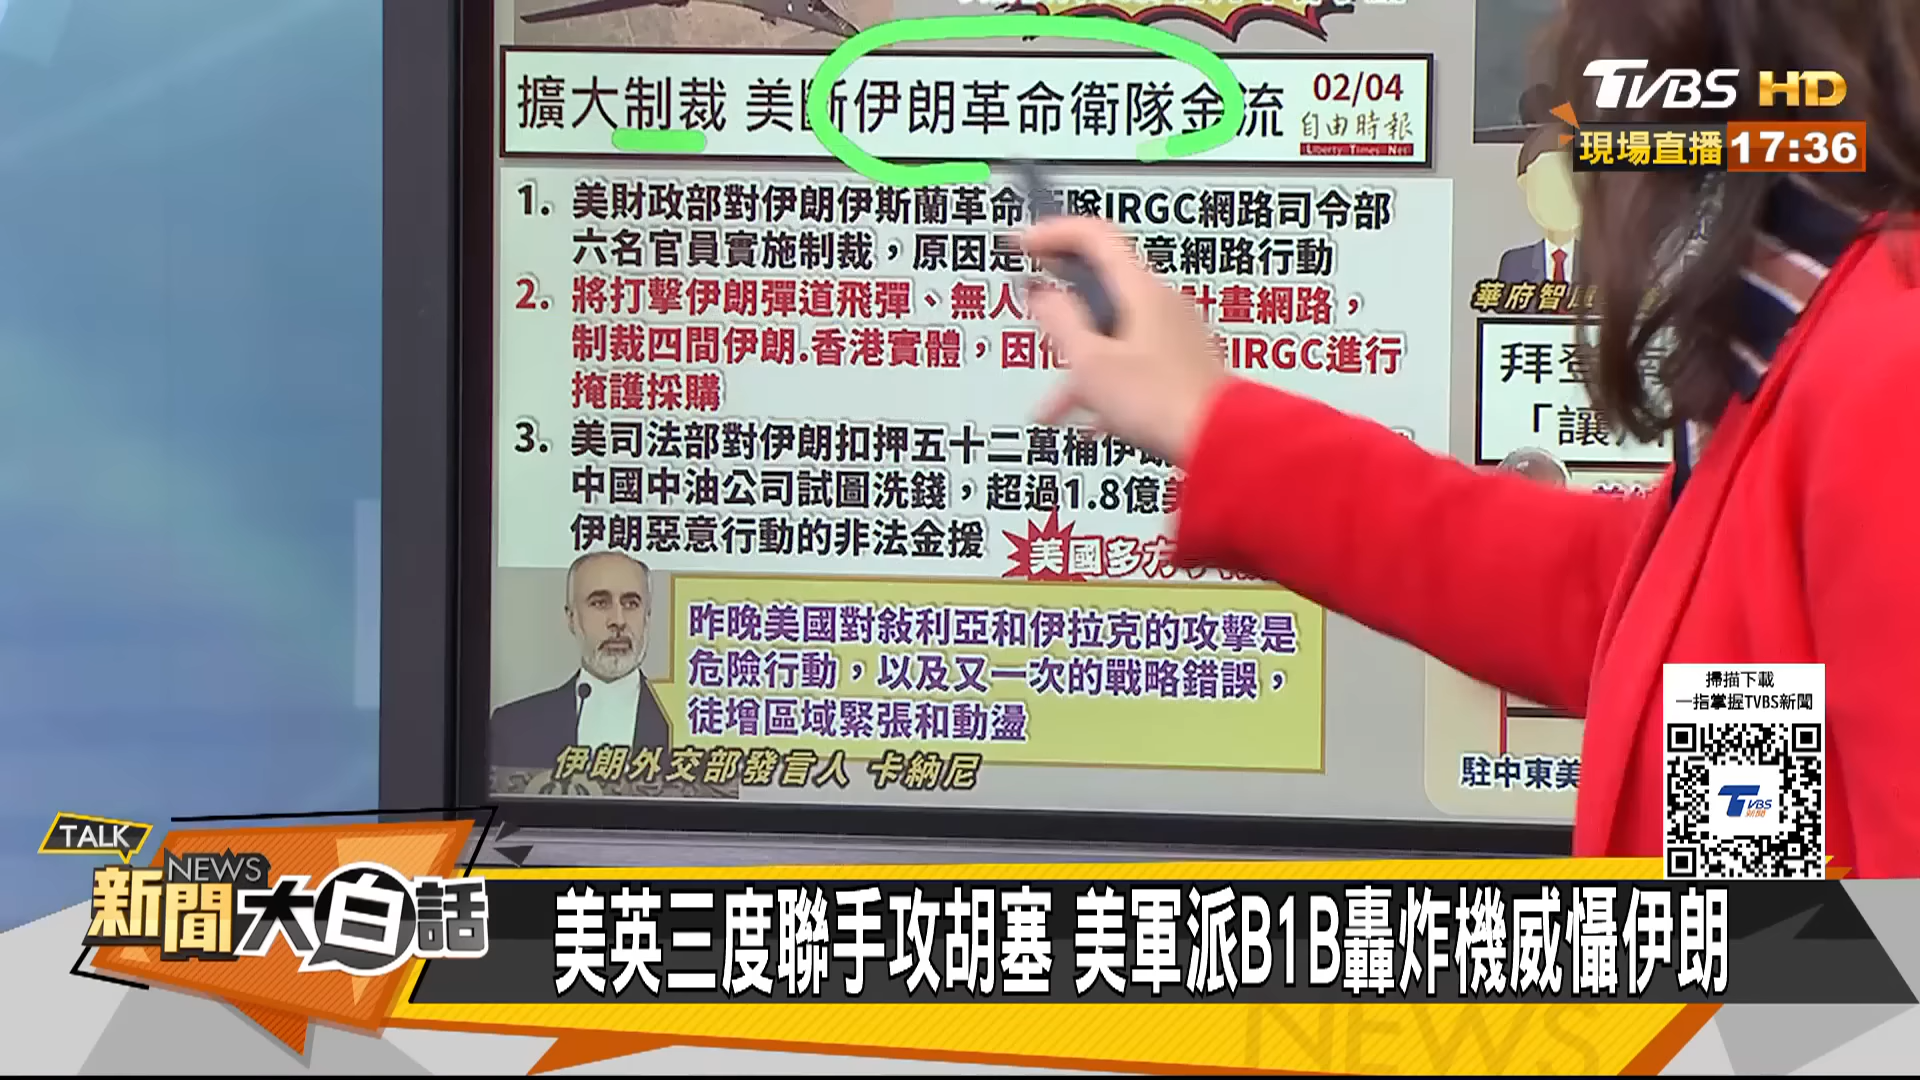 擴大制裁 美斷伊朗革命衛隊金流
02/04
自由時報
Liberty Times Net
TVBS HD
現場直播 17:36
1. 美財政部對伊朗伊斯蘭革命衛隊IRGC網路司令部
六名官員實施制裁，原因是 意網路行動
2. 將打擊伊朗彈道飛彈、無人 計畫網路，
制裁四間伊朗.香港實體，因他 IRGC進行
掩護採購
3. 美司法部對伊朗扣押五十二萬桶伊
中國中油公司試圖洗錢，超過1.8億美
伊朗惡意行動的非法金援
美國多方
昨晚美國對敍利亞和伊拉克的攻擊是
危險行動，以及又一次的戰略錯誤，
徒增區域緊張和動盪
伊朗外交部發言人 卡納尼
華府智
拜登
「讓
駐中東美
掃描下載
一指掌握TVBS新聞
TVBS
新聞
TALK
NEWS
新聞大白話
美英三度聯手攻胡塞 美軍派B1B轟炸機威懾伊朗
NEWS